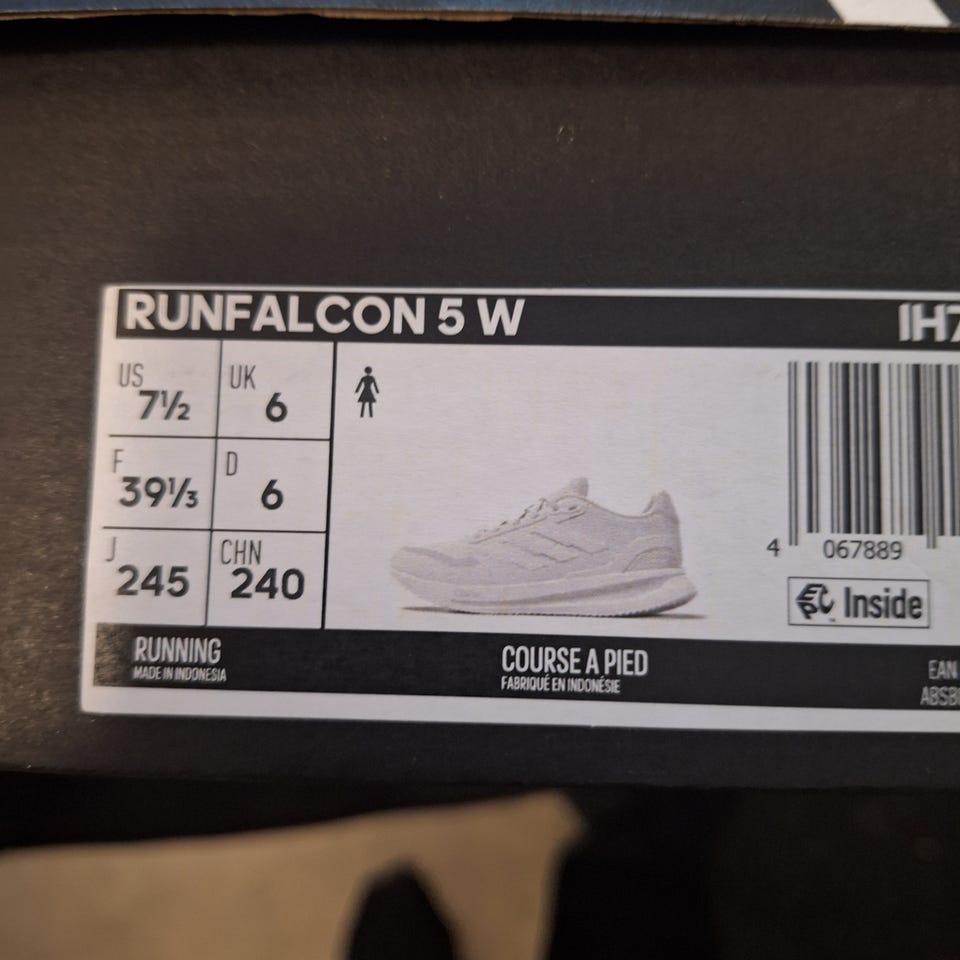 RUNFALCON 5 W
IH7
US 7½
UK 6
F 39⅓
D 6
J 245
CHN 240
4 067889
EPC Inside
RUNNING
MADE IN INDONESIA
COURSE A PIED
FABRIQUÉ EN INDONÉSIE
EAN